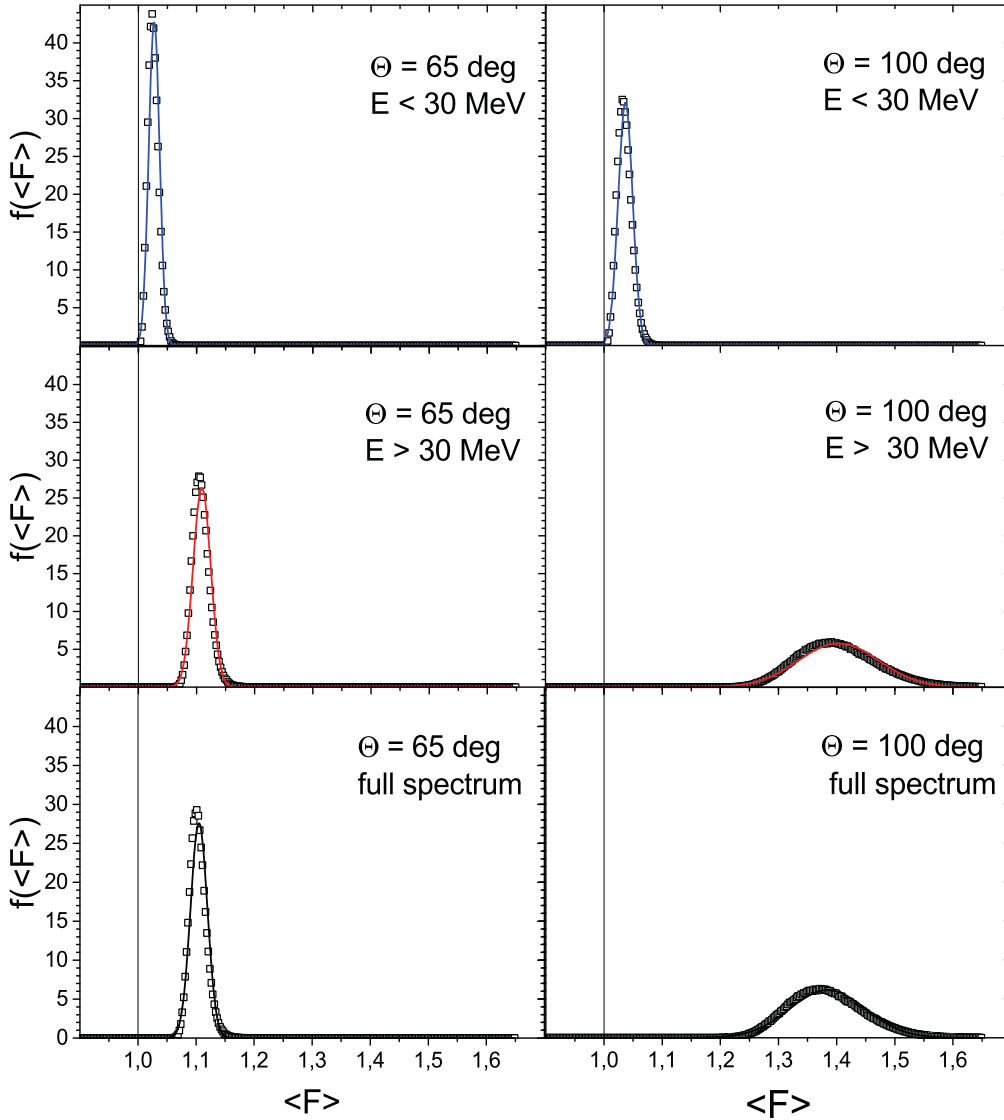 40
35
30
25
20
15
10
5
f(<F>)
Θ = 65 deg
E < 30 MeV
Θ = 100 deg
E < 30 MeV
40
35
30
25
20
15
10
5
f(<F>)
Θ = 65 deg
E > 30 MeV
Θ = 100 deg
E > 30 MeV
40
35
30
25
20
15
10
5
0
f(<F>)
Θ = 65 deg
full spectrum
Θ = 100 deg
full spectrum
1,0 1,1 1,2 1,3 1,4 1,5 1,6
1,0 1,1 1,2 1,3 1,4 1,5 1,6
<F>
<F>